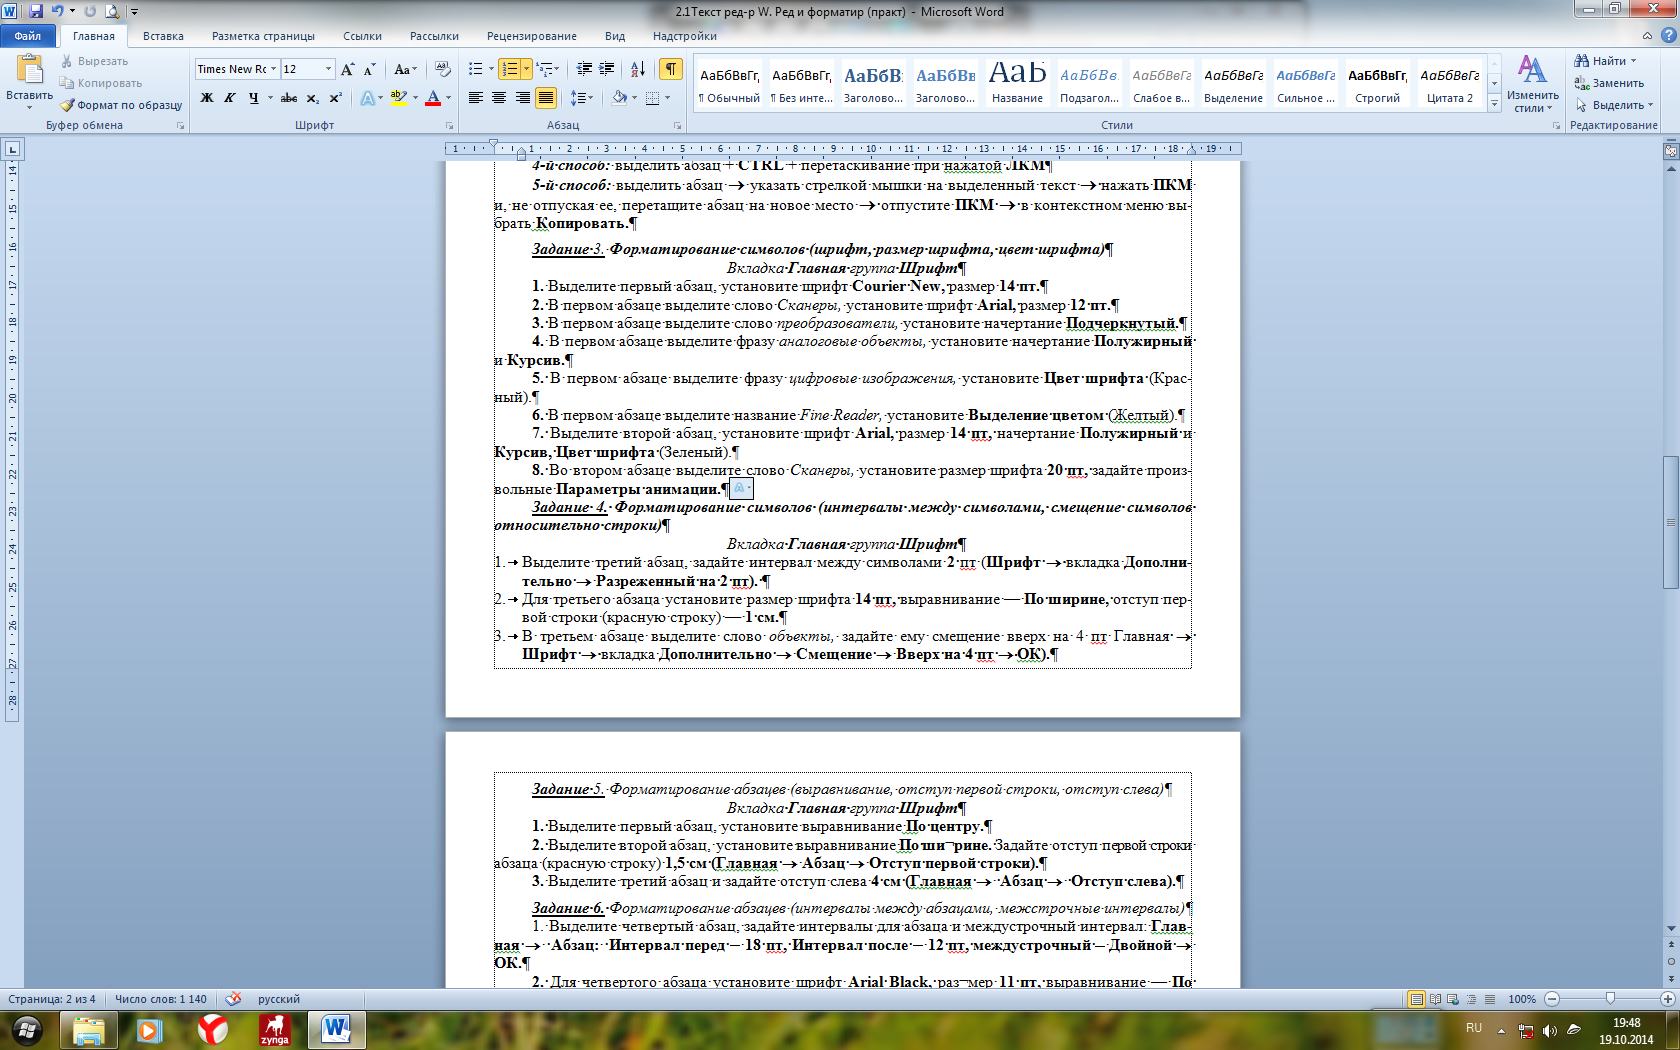 2.1Текст ред-р W. Ред и форматир (практ) - Microsoft Word
Файл Главная Вставка Разметка страницы Ссылки Рассылки Рецензирование Вид Надстройки
Вставить
Вырезать
Копировать
Формат по образцу
Буфер обмена
Times New Rc 12
Ж К Ч abc x₂ x²
Шрифт
Абзац
АаБбВвГг, АаБбВвГг, АаБбВ: АаБбВв АаБ АаБбВв. АаБбВвГг АаБбВвГг АаБбВвГг АаБбВвГг, АаБбВвГг
¶ Обычный ¶ Без инте... Заголово... Заголово... Название Подзагол... Слабое в... Выделение Сильное ... Строгий Цитата 2
Стили
Изменить стили
Найти
Заменить
Выделить
Редактирование
4-й способ: выделить абзац + CTRL + перетаскивание при нажатой ЛКМ¶
5-й способ: выделить абзац → указать стрелкой мышки на выделенный текст → нажать ПКМ
и, не отпуская ее, перетащите абзац на новое место → отпустите ПКМ → в контекстном меню вы-
брать Копировать.¶
Задание 3. Форматирование символов (шрифт, размер шрифта, цвет шрифта)¶
Вкладка Главная группа Шрифт¶
1. Выделите первый абзац, установите шрифт Courier New, размер 14 пт.¶
2. В первом абзаце выделите слово Сканеры, установите шрифт Arial, размер 12 пт.¶
3. В первом абзаце выделите слово преобразователи, установите начертание Подчеркнутый.¶
4. В первом абзаце выделите фразу аналоговые объекты, установите начертание Полужирный
и Курсив.¶
5. В первом абзаце выделите фразу цифровые изображения, установите Цвет шрифта (Крас-
ный).¶
6. В первом абзаце выделите название Fine Reader, установите Выделение цветом (Желтый).¶
7. Выделите второй абзац, установите шрифт Arial, размер 14 пт, начертание Полужирный и
Курсив, Цвет шрифта (Зеленый).¶
8. Во втором абзаце выделите слово Сканеры, установите размер шрифта 20 пт, задайте произ-
вольные Параметры анимации.¶
Задание 4. Форматирование символов (интервалы между символами, смещение символов
относительно строки)¶
Вкладка Главная группа Шрифт¶
1. → Выделите третий абзац, задайте интервал между символами 2 пт (Шрифт → вкладка Дополни-
тельно → Разреженный на 2 пт). ¶
2. → Для третьего абзаца установите размер шрифта 14 пт, выравнивание — По ширине, отступ пер-
вой строки (красную строку) — 1 см.¶
3. → В третьем абзаце выделите слово объекты, задайте ему смещение вверх на 4 пт Главная →
Шрифт → вкладка Дополнительно → Смещение → Вверх на 4 пт → ОК).¶
Задание 5. Форматирование абзацев (выравнивание, отступ первой строки, отступ слева)¶
Вкладка Главная группа Шрифт¶
1. Выделите первый абзац, установите выравнивание По центру.¶
2. Выделите второй абзац, установите выравнивание По ши¬рине. Задайте отступ первой строки
абзаца (красную строку) 1,5 см (Главная → Абзац → Отступ первой строки).¶
3. Выделите третий абзац и задайте отступ слева 4 см (Главная → Абзац → Отступ слева).¶
Задание 6. Форматирование абзацев (интервалы между абзацами, межстрочные интервалы)¶
1. Выделите четвертый абзац, задайте интервалы для абзаца и междустрочный интервал: Глав-
ная → Абзац: Интервал перед – 18 пт, Интервал после – 12 пт, междустрочный – Двойной →
ОК.¶
2. Для четвертого абзаца установите шрифт Arial Black, раз¬мер 11 пт, выравнивание — По
Страница: 2 из 4 Число слов: 1 140 русский 100%
zynga
RU
19:48
19.10.2014